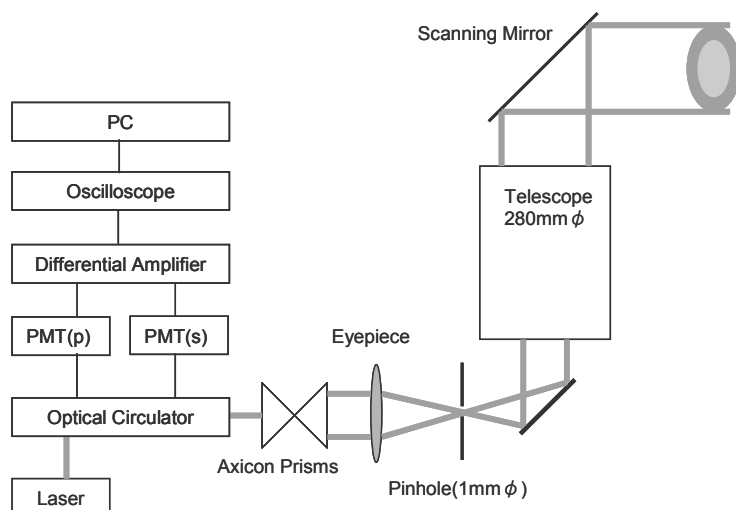 Scanning Mirror
PC
Oscilloscope
Telescope
280mm ϕ
Differential Amplifier
PMT(p)
PMT(s)
Eyepiece
Optical Circulator
Axicon Prisms
Pinhole(1mm ϕ)
Laser